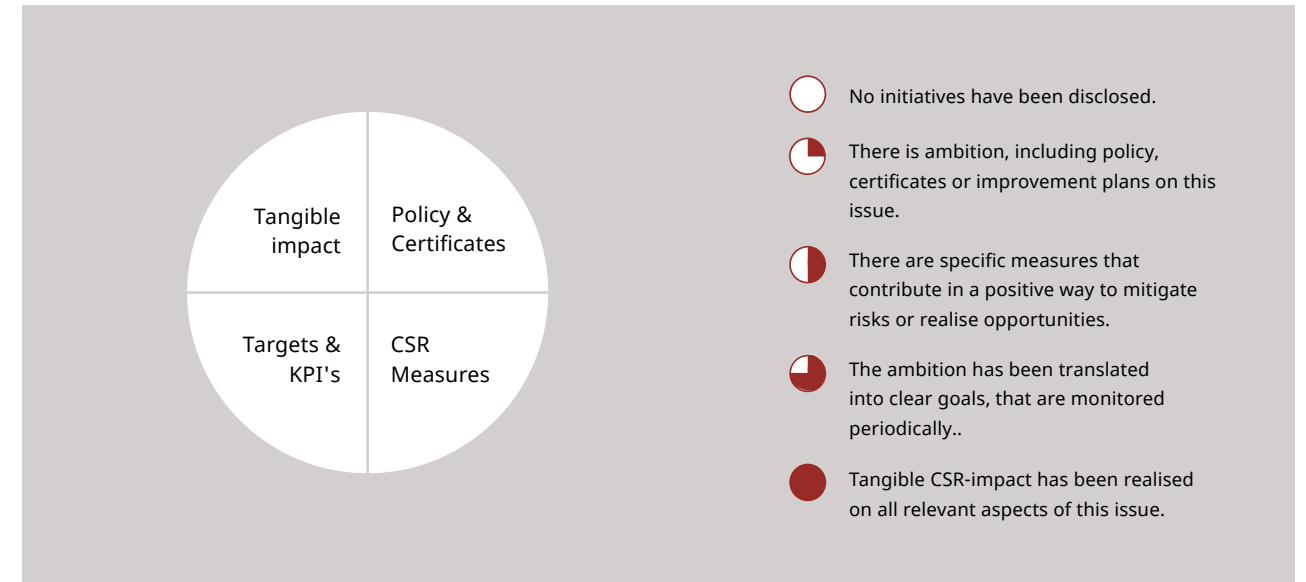 Tangible
impact
Policy &
Certificates
Targets &
KPI's
CSR
Measures
No initiatives have been disclosed.
There is ambition, including policy,
certificates or improvement plans on this
issue.
There are specific measures that
contribute in a positive way to mitigate
risks or realise opportunities.
The ambition has been translated
into clear goals, that are monitored
periodically..
Tangible CSR-impact has been realised
on all relevant aspects of this issue.